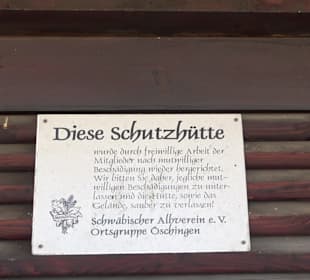 Diese Schutzhütte
wurde durch freiwillige Arbeit der
Mitglieder nach mutwilliger
Beschädigung wieder hergerichtet.
Wir bitten Sie daher, jegliche mut-
willigen Beschädigungen zu unter-
lassen und die Hütte, sowie das
Gelände, sauber zu verlassen!
Schwäbischer Albverein e. V.
Ortsgruppe Öschingen